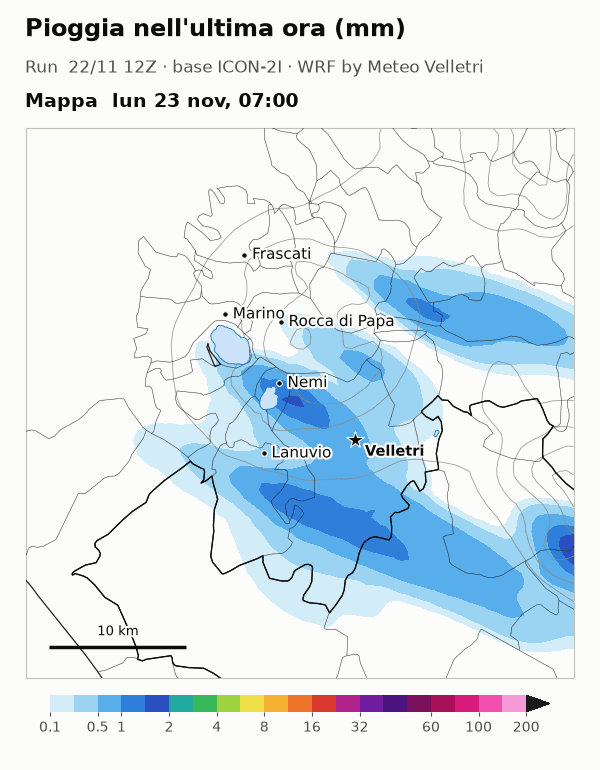 Pioggia nell'ultima ora (mm)
Run  22/11 12Z · base ICON-2I · WRF by Meteo Velletri
Mappa  lun 23 nov, 07:00
Frascati
Marino
Rocca di Papa
Nemi
Velletri
Lanuvio
10 km
0.1 0.5 1 2 4 8 16 32 60 100 200